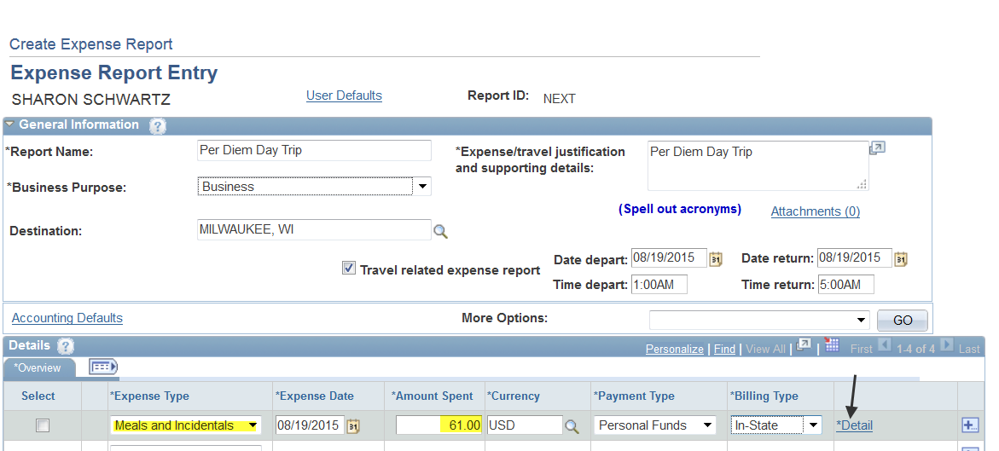 Create Expense Report
Expense Report Entry
SHARON SCHWARTZ User Defaults Report ID: NEXT
General Information ?
*Report Name: Per Diem Day Trip *Expense/travel justification and supporting details: Per Diem Day Trip
*Business Purpose: Business
(Spell out acronyms) Attachments (0)
Destination: MILWAUKEE, WI
Travel related expense report Date depart: 08/19/2015 31 Date return: 08/19/2015 31
Time depart: 1:00AM Time return: 5:00AM
Accounting Defaults More Options: GO
Details ? Personalize | Find | View All | | First 1-4 of 4 Last
*Overview
Select *Expense Type *Expense Date *Amount Spent *Currency *Payment Type *Billing Type
Meals and Incidentals 08/19/2015 31 61.00 USD Personal Funds In-State *Detail